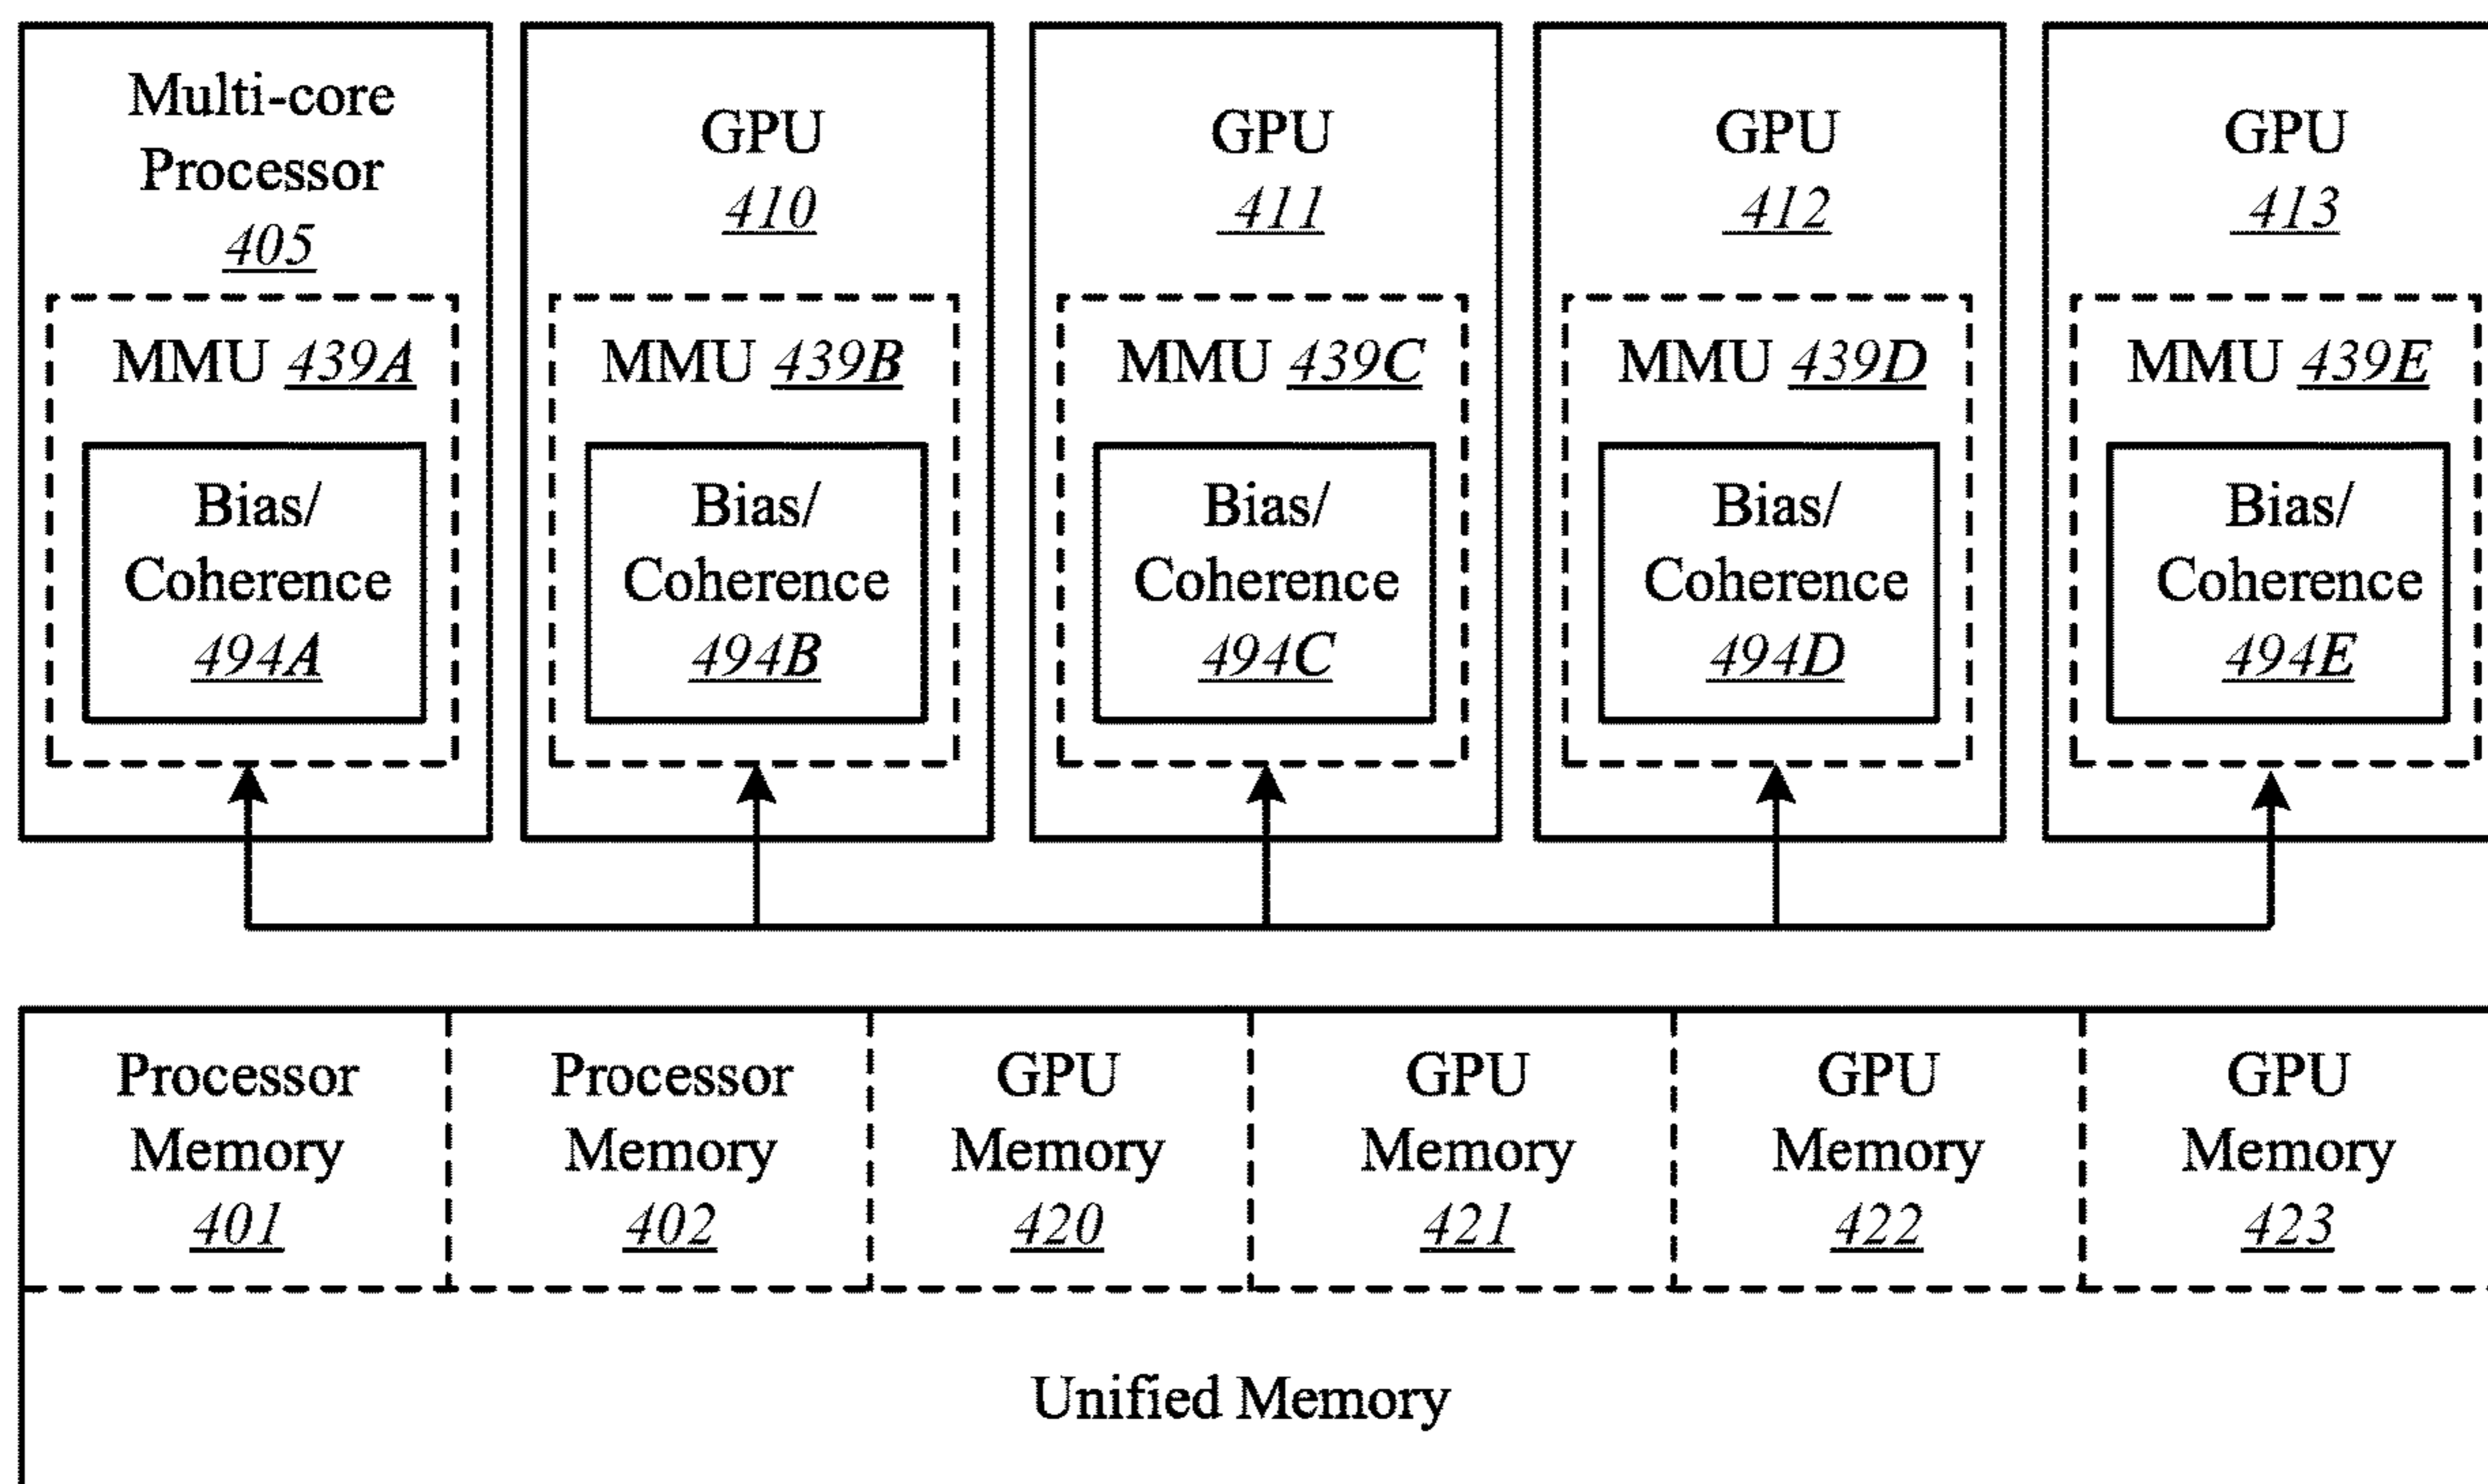 Multi-core
Processor
405
MMU 439A
Bias/
Coherence
494A
GPU
410
MMU 439B
Bias/
Coherence
494B
GPU
411
MMU 439C
Bias/
Coherence
494C
GPU
412
MMU 439D
Bias/
Coherence
494D
GPU
413
MMU 439E
Bias/
Coherence
494E
Processor
Memory
401
Processor
Memory
402
GPU
Memory
420
GPU
Memory
421
GPU
Memory
422
GPU
Memory
423
Unified Memory